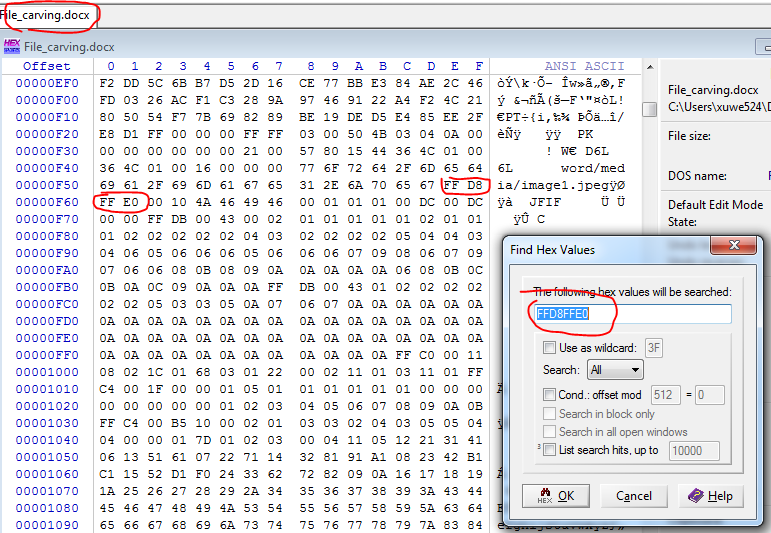 File_carving.docx
File_carving.docx
Offset 0 1 2 3 4 5 6 7 8 9 A B C D E F ANSI ASCII
00000EF0 F2 DD 5C 6B B7 D5 2D 16 CE 77 BB E3 84 AE 2C 46 òÝ\k·Õ- Îw»ã„®,F
00000F00 FD 03 26 AC F1 C3 28 9A 97 46 91 22 A4 F2 4C 21
00000F10 80 50 54 F7 7B 69 82 89 BE 19 DE D5 E4 85 EE 2F €PT÷{i‚‰¾ ÞÕä…î/
00000F20 E8 D1 FF 00 00 00 FF FF 03 00 50 4B 03 04 0A 00 èÑÿ ÿÿ PK
00000F30 00 00 00 00 00 00 21 00 57 80 15 44 36 4C 01 00 ! W€ D6L
00000F40 36 4C 01 00 16 00 00 00 77 6F 72 64 2F 6D 65 64 6L word/med
00000F50 69 61 2F 69 6D 61 67 65 31 2E 6A 70 65 67 FF D8 ia/image1.jpegÿØ
00000F60 FF E0 00 10 4A 46 49 46 00 01 01 01 00 DC 00 DC ÿà JFIF Ü Ü
00000F70 00 00 FF DB 00 43 00 02 01 01 01 01 01 02 01 01 ÿÛ C
00000F80 01 02 02 02 02 04 03 02 02 02 02 05 04 04 03
00000F90 04 06 05 06 06 06 05 06 06 06 07 09 08 06 07 09
00000FA0 07 06 06 08 0B 08 09 0A 0A 0A 0A 0A 06 08 0B 0C
00000FB0 0B 0A 0C 09 0A 0A 0A FF DB 00 43 01 02 02 02 02
00000FC0 02 02 05 03 03 05 0A 07 06 07 0A 0A 0A 0A 0A 0A
00000FD0 0A 0A 0A 0A 0A 0A 0A 0A 0A 0A 0A 0A 0A 0A 0A 0A
00000FE0 0A 0A 0A 0A 0A 0A 0A 0A 0A 0A 0A 0A 0A 0A 0A 0A
00000FF0 0A 0A 0A 0A 0A 0A 0A 0A 0A 0A 0A 0A FF C0 00 11
00001000 08 02 1C 01 68 03 01 22 00 02 11 01 03 11 01 FF
00001010 C4 00 1F 00 00 01 05 01 01 01 01 01 01 00 00 00
00001020 00 00 00 00 00 01 02 03 04 05 06 07 08 09 0A 0B
00001030 FF C4 00 B5 10 00 02 01 03 03 02 04 03 05 05 04
00001040 04 00 00 01 7D 01 02 03 00 04 11 05 12 21 31 41
00001050 06 13 51 61 07 22 71 14 32 81 91 A1 08 23 42 B1
00001060 C1 15 52 D1 F0 24 33 62 72 82 09 0A 16 17 18 19
00001070 1A 25 26 27 28 29 2A 34 35 36 37 38 39 3A 43 44
00001080 45 46 47 48 49 4A 53 54 55 56 57 58 59 5A 63 64
00001090 65 66 67 68 69 6A 73 74 75 76 77 78 79 7A 83 84
File_carving.docx
C:\Users\xuwe524\D
File size:
DOS name:
Default Edit Mode
State:
Find Hex Values
The following hex values will be searched:
FFD8FFE0
Use as wildcard: 3F
Search: All
Cond.: offset mod 512 = 0
Search in block only
Search in all open windows
3 List search hits, up to 10000
HEX OK Cancel Help